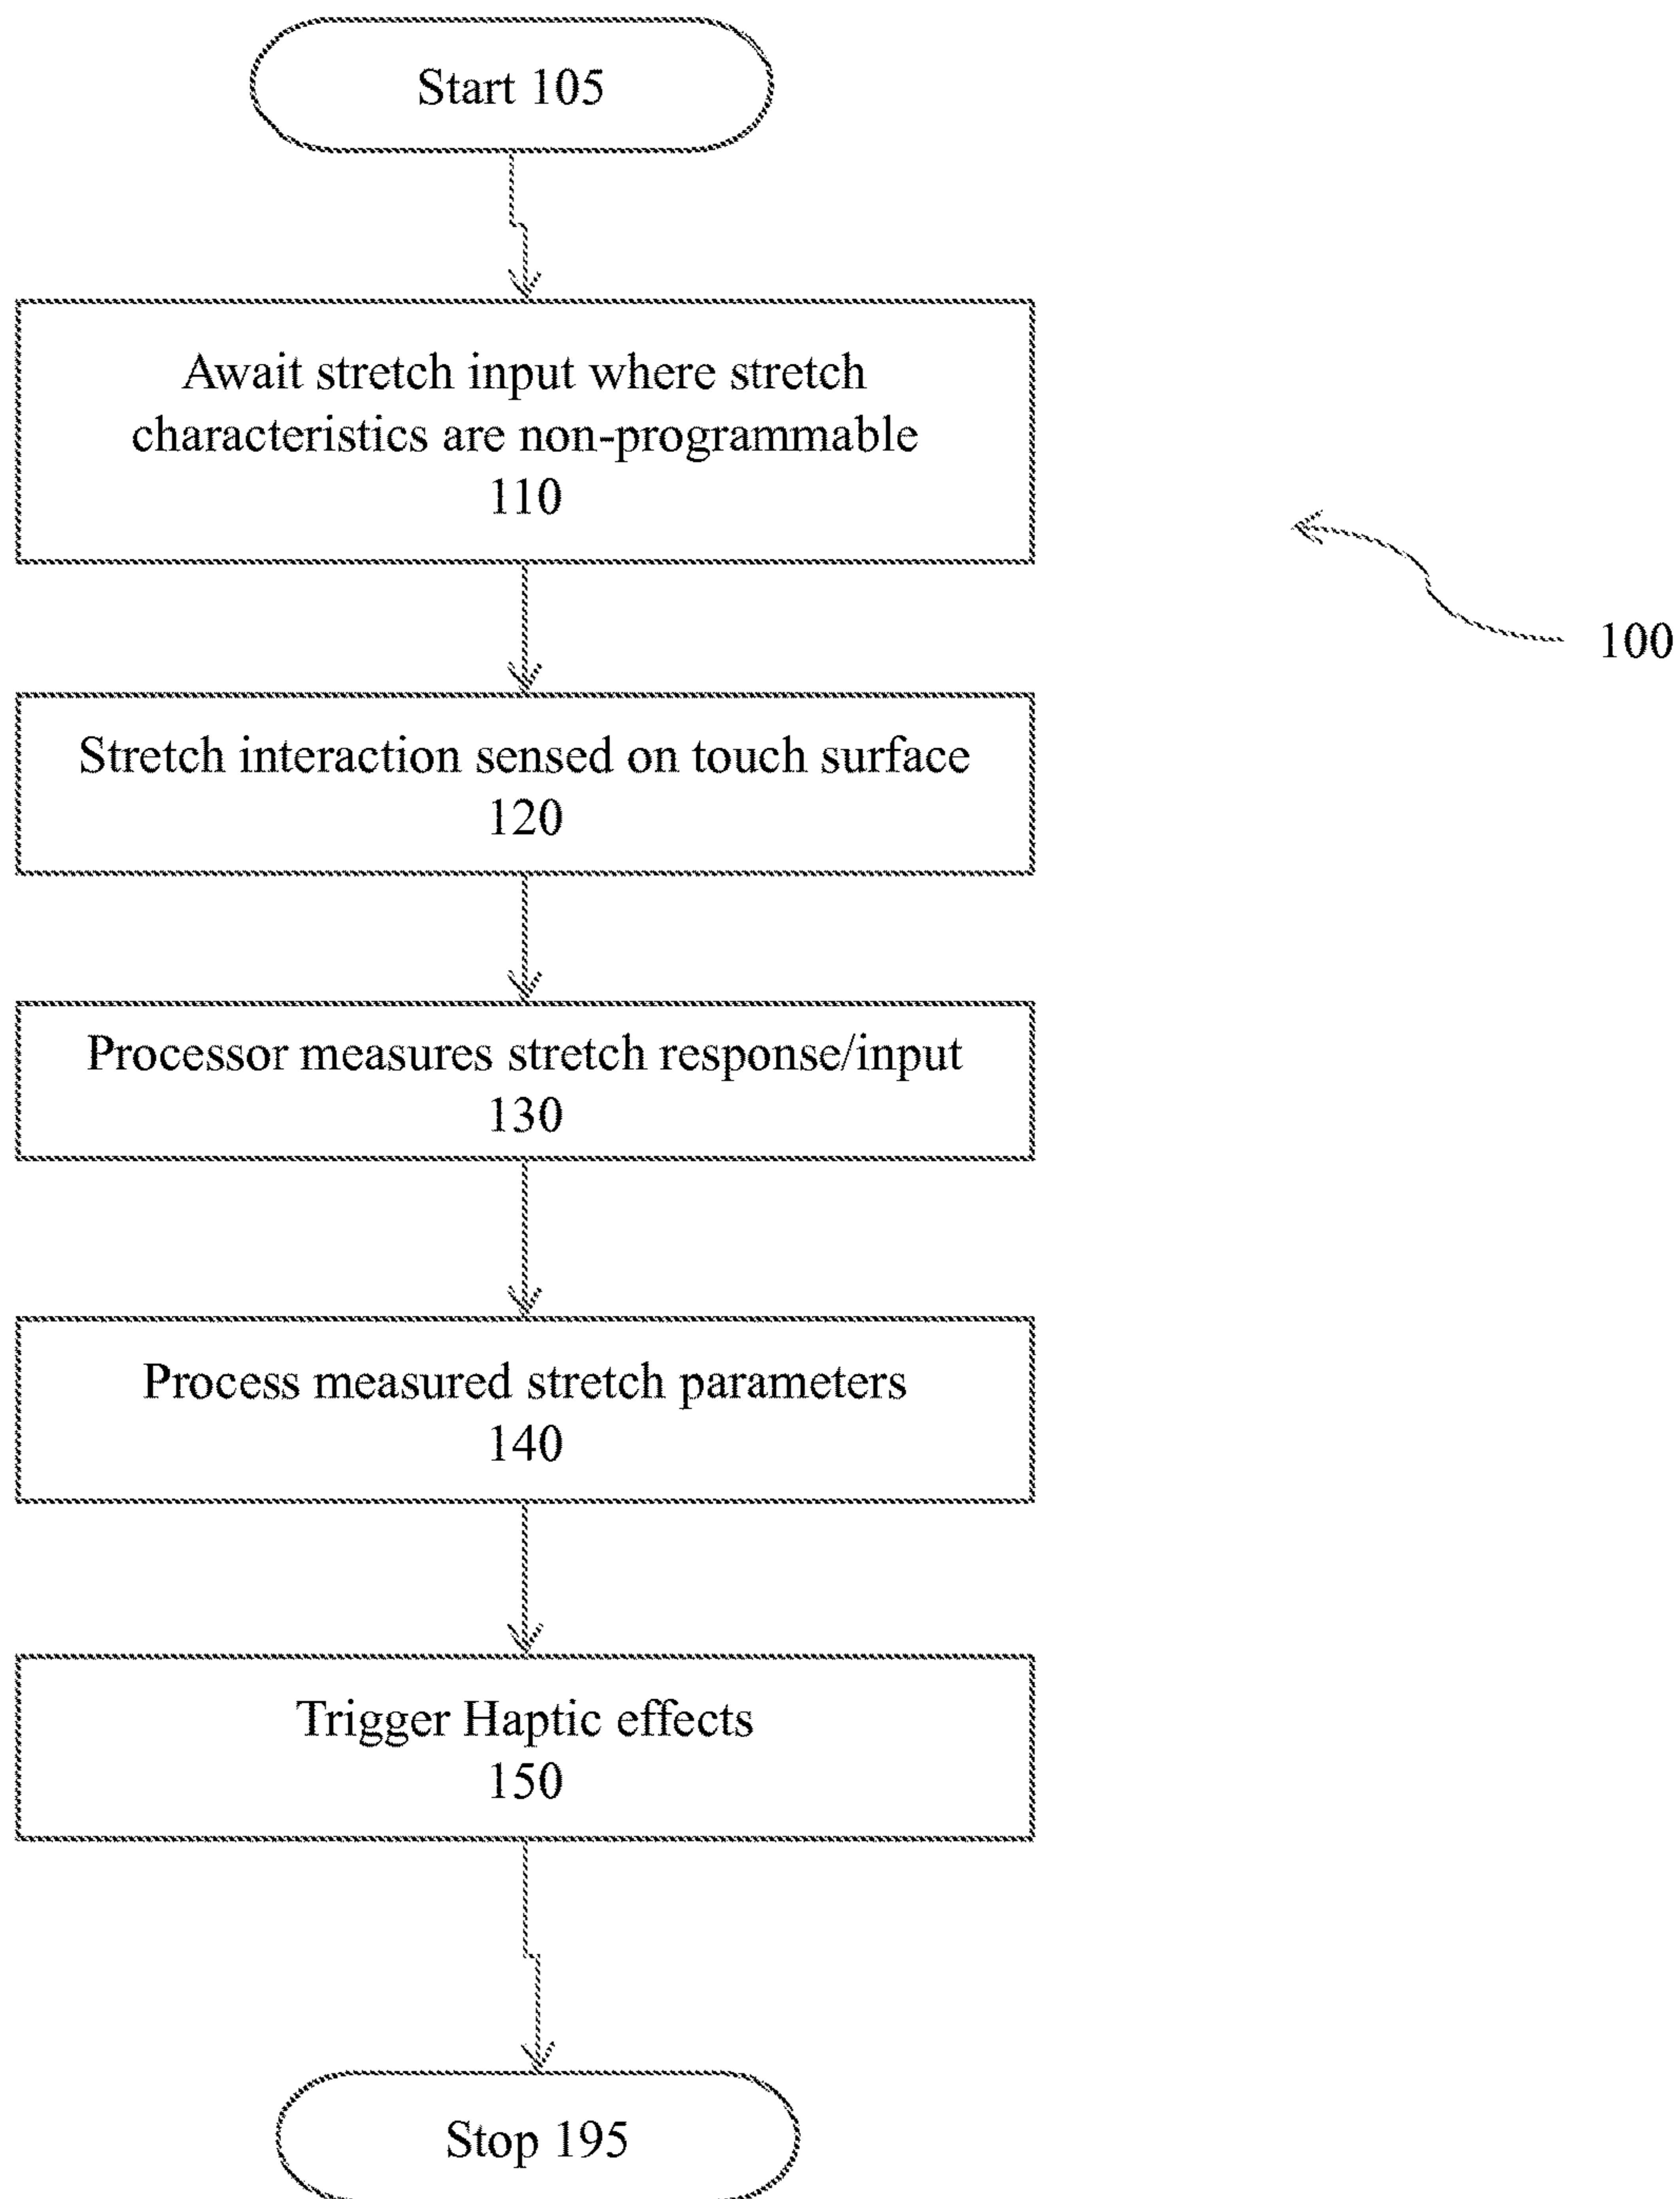 Start 105
Await stretch input where stretch
characteristics are non-programmable
110
100
Stretch interaction sensed on touch surface
120
Processor measures stretch response/input
130
Process measured stretch parameters
140
Trigger Haptic effects
150
Stop 195